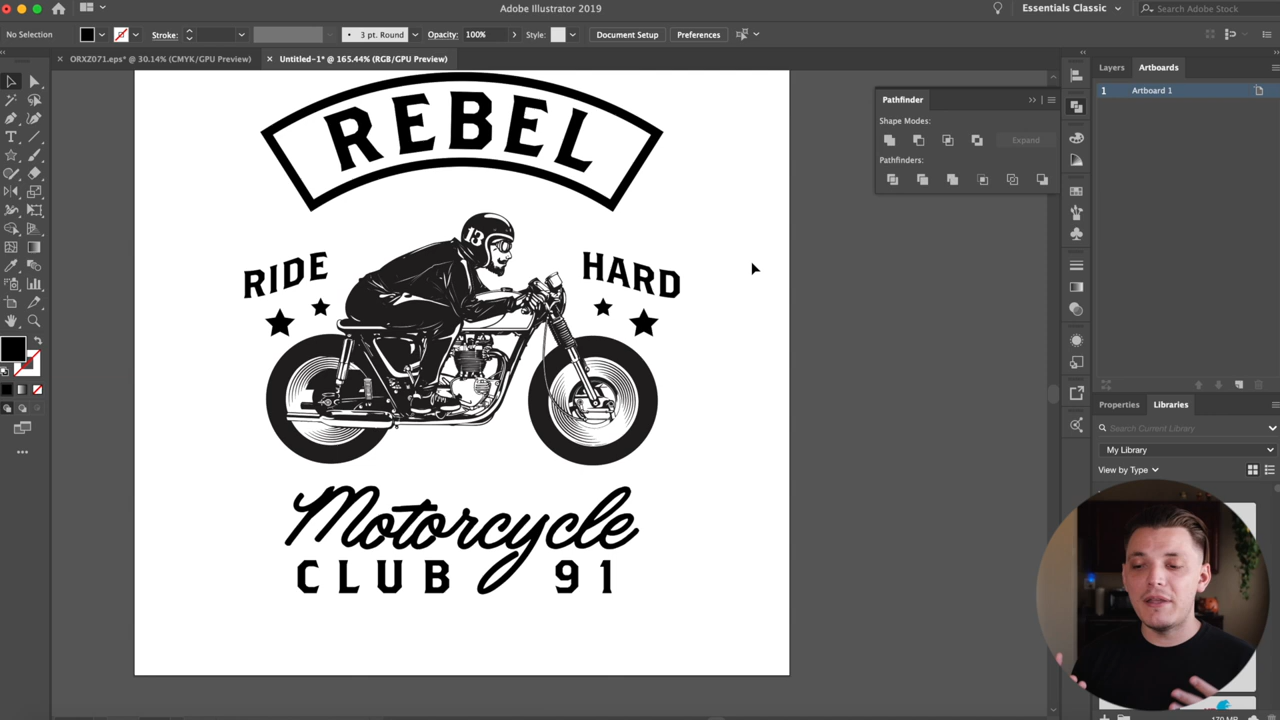 Adobe Illustrator 2019
Essentials Classic
Search Adobe Stock
No Selection
Stroke:
3 pt. Round
Opacity: 100%
Style:
Document Setup
Preferences
ORXZ071.eps* @ 30.14% (CMYK/GPU Preview)
Untitled-1* @ 165.44% (RGB/GPU Preview)
Layers
Artboards
1 Artboard 1
Pathfinder
Shape Modes:
Expand
Pathfinders:
REBEL
13
RIDE
HARD
Motorcycle
CLUB 91
Properties
Libraries
Search Current Library
My Library
View by Type
170 MB